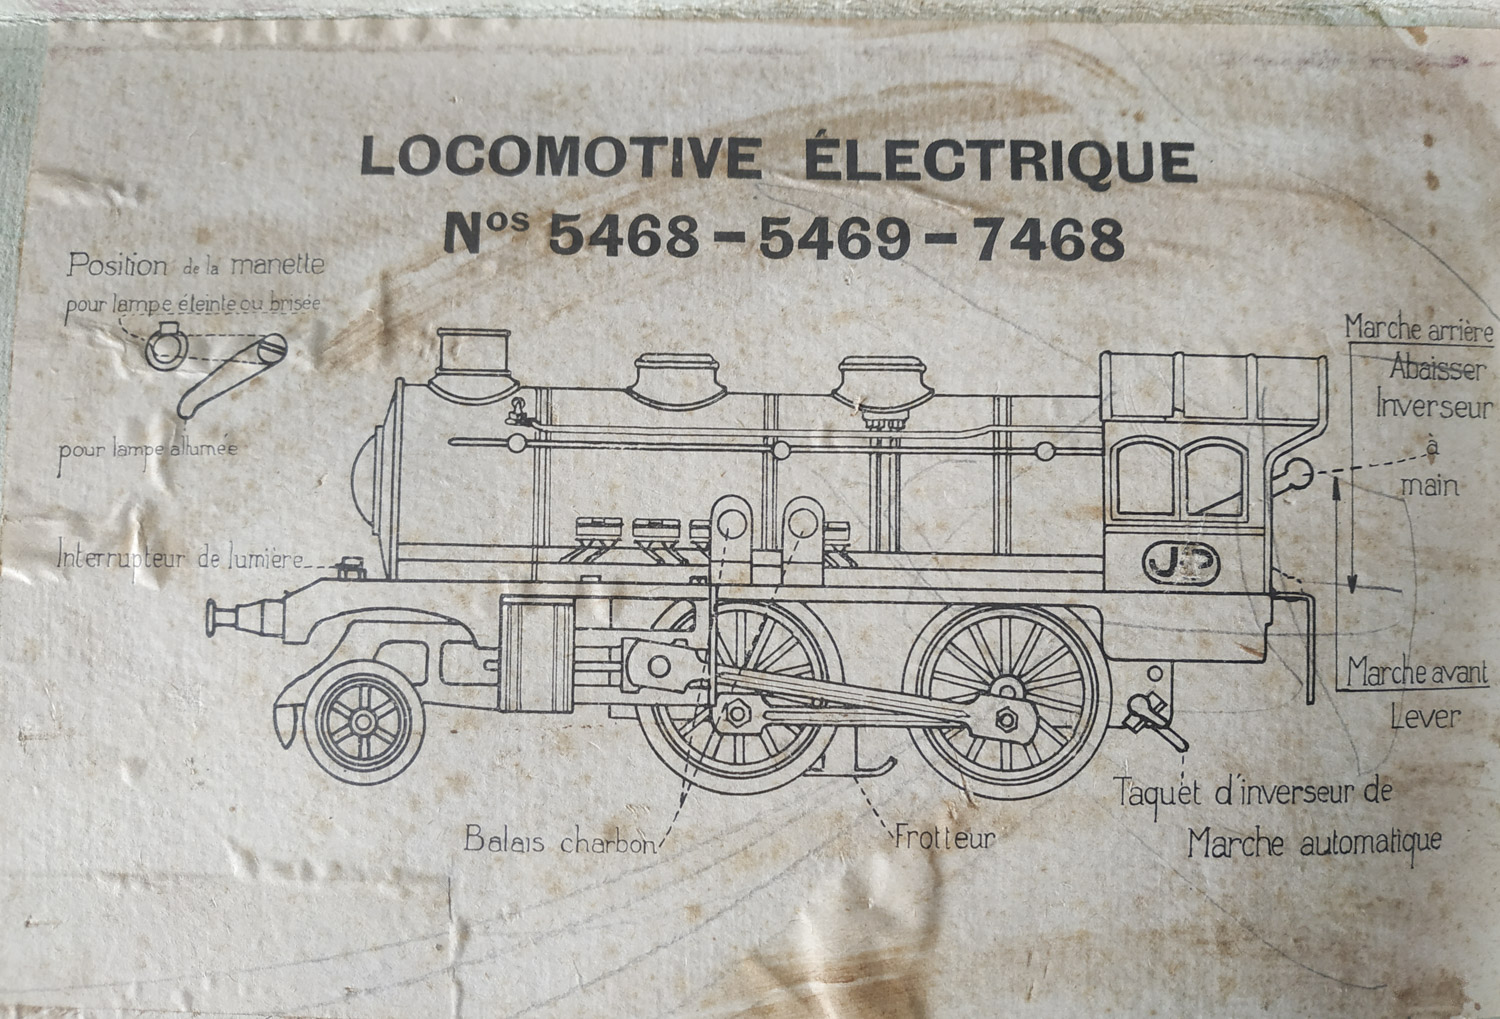 LOCOMOTIVE ÉLECTRIQUE
Nos 5468 – 5469 – 7468
Position de la manette
pour lampe éteinte ou brisée
pour lampe allumée
Interrupteur de lumière
Marche arrière
Abaisser
Inverseur
à
main
JP
Marche avant
Lever
Taquet d'inverseur de
Marche automatique
Balais charbon
Frotteur